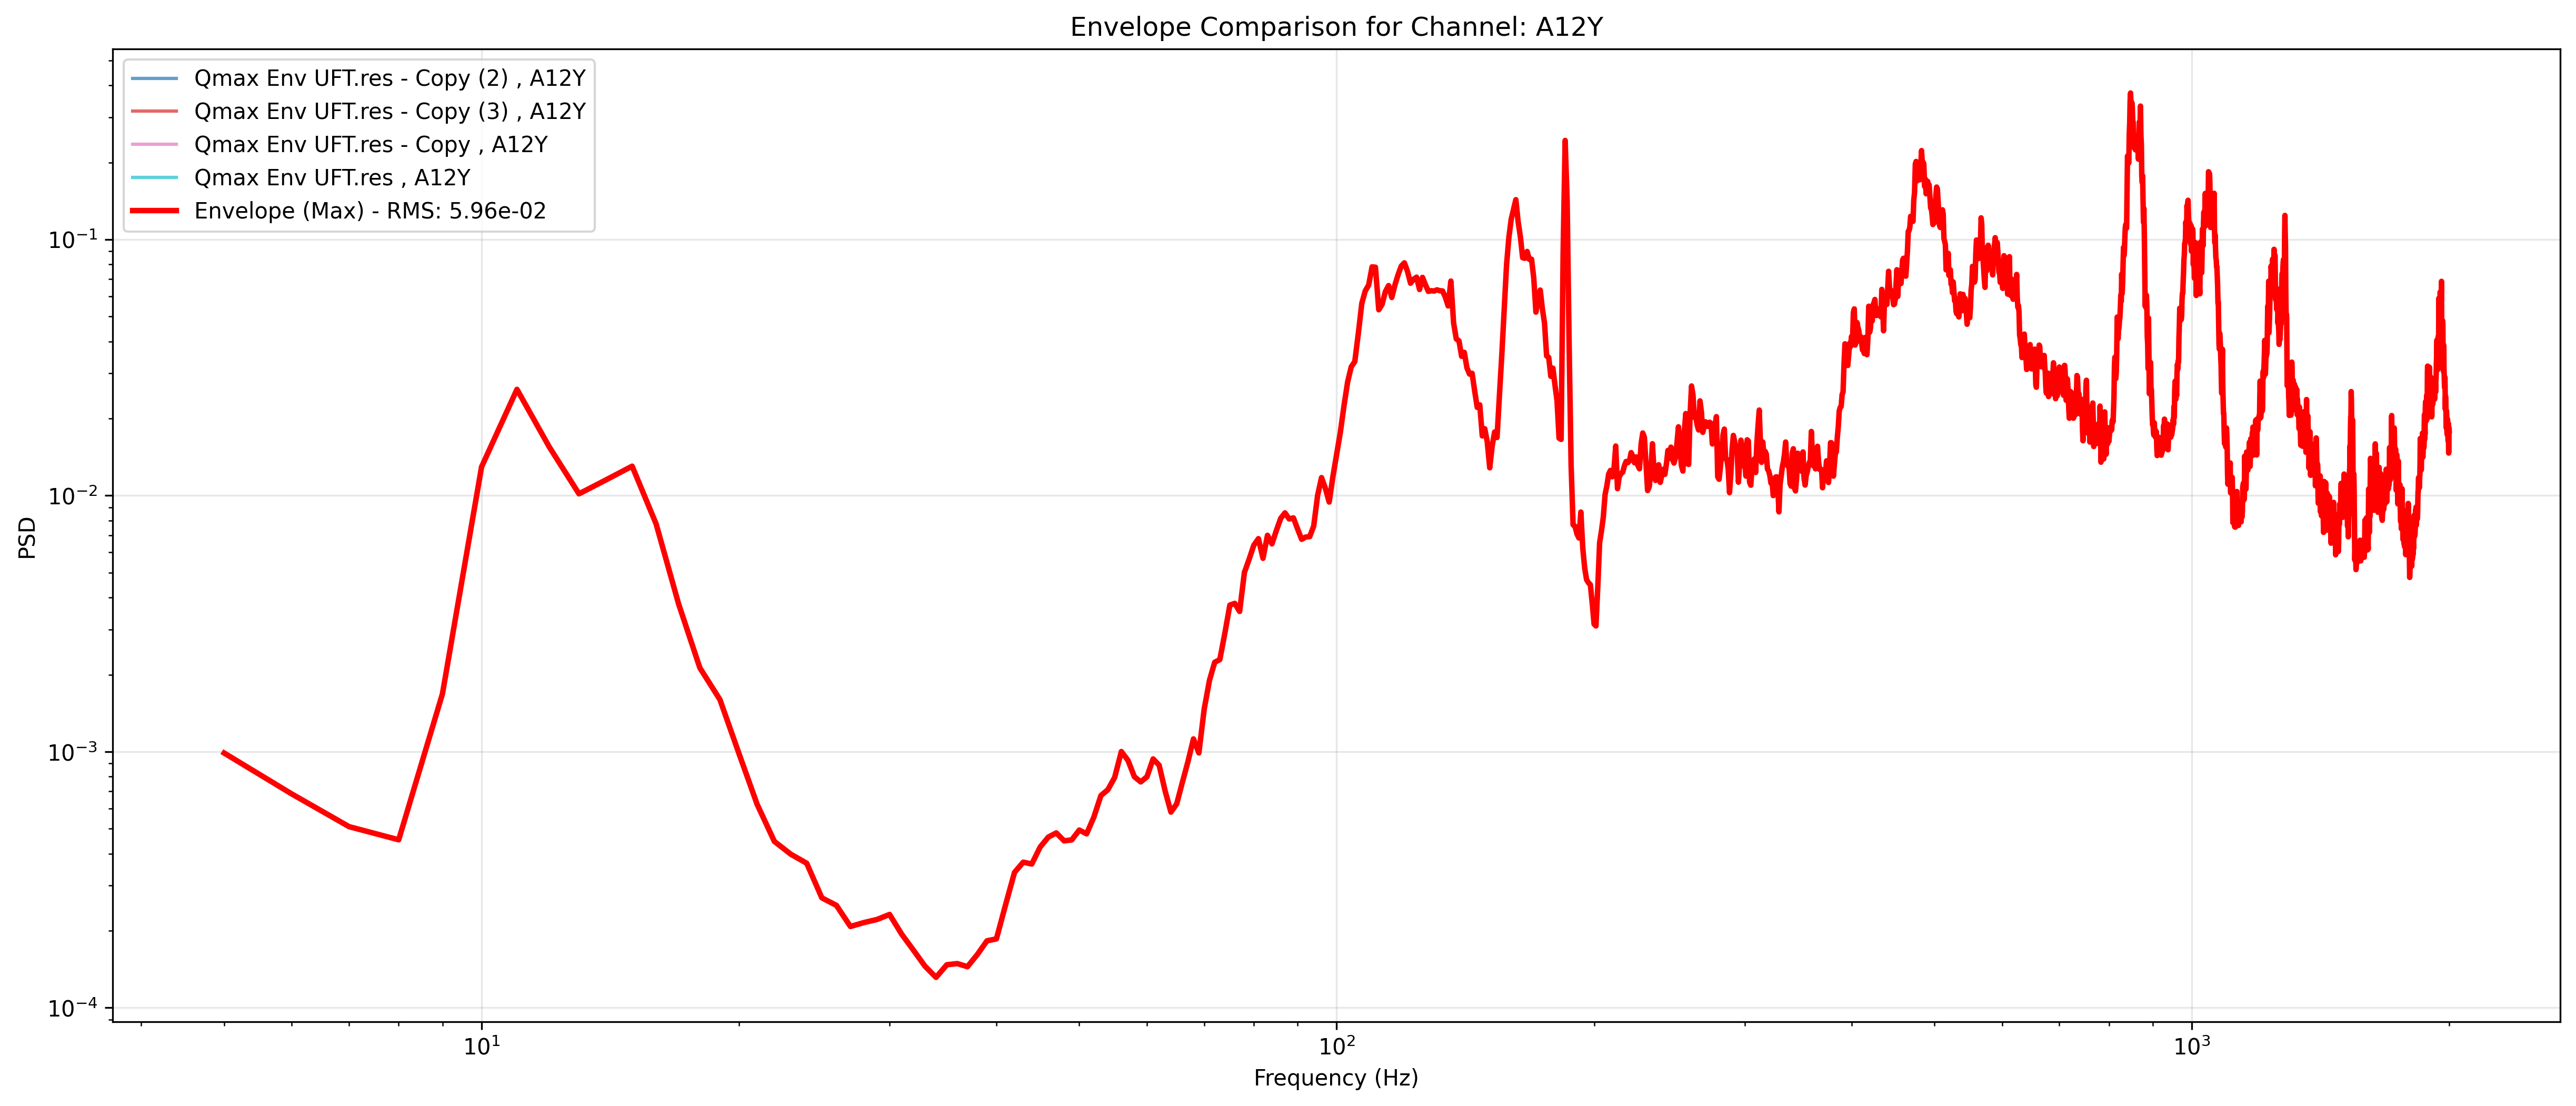 Envelope Comparison for Channel: A12Y
Qmax Env UFT.res - Copy (2) , A12Y
Qmax Env UFT.res - Copy (3) , A12Y
Qmax Env UFT.res - Copy , A12Y
Qmax Env UFT.res , A12Y
Envelope (Max) - RMS: 5.96e-02
PSD
10⁻¹
10⁻²
10⁻³
10⁻⁴
10¹ 10² 10³
Frequency (Hz)